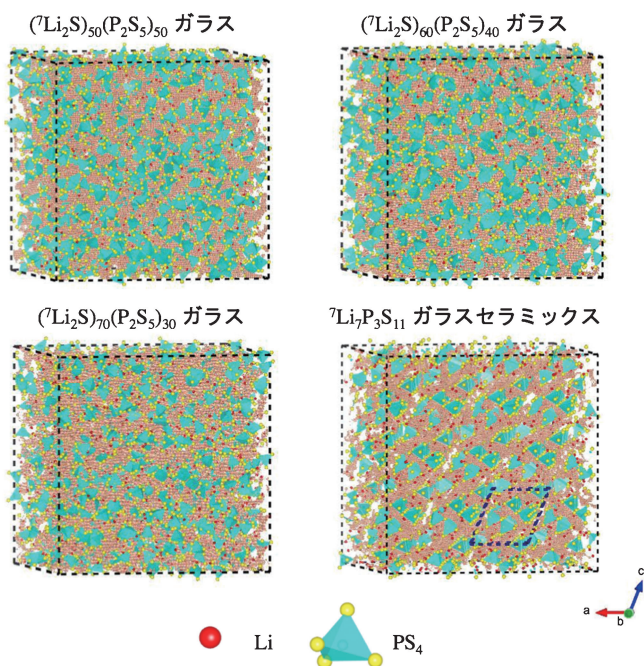 (⁷Li₂S)₅₀(P₂S₅)₅₀ ガラス
(⁷Li₂S)₆₀(P₂S₅)₄₀ ガラス
(⁷Li₂S)₇₀(P₂S₅)₃₀ ガラス
⁷Li₇P₃S₁₁ ガラスセラミックス
c
a
b
Li
PS₄